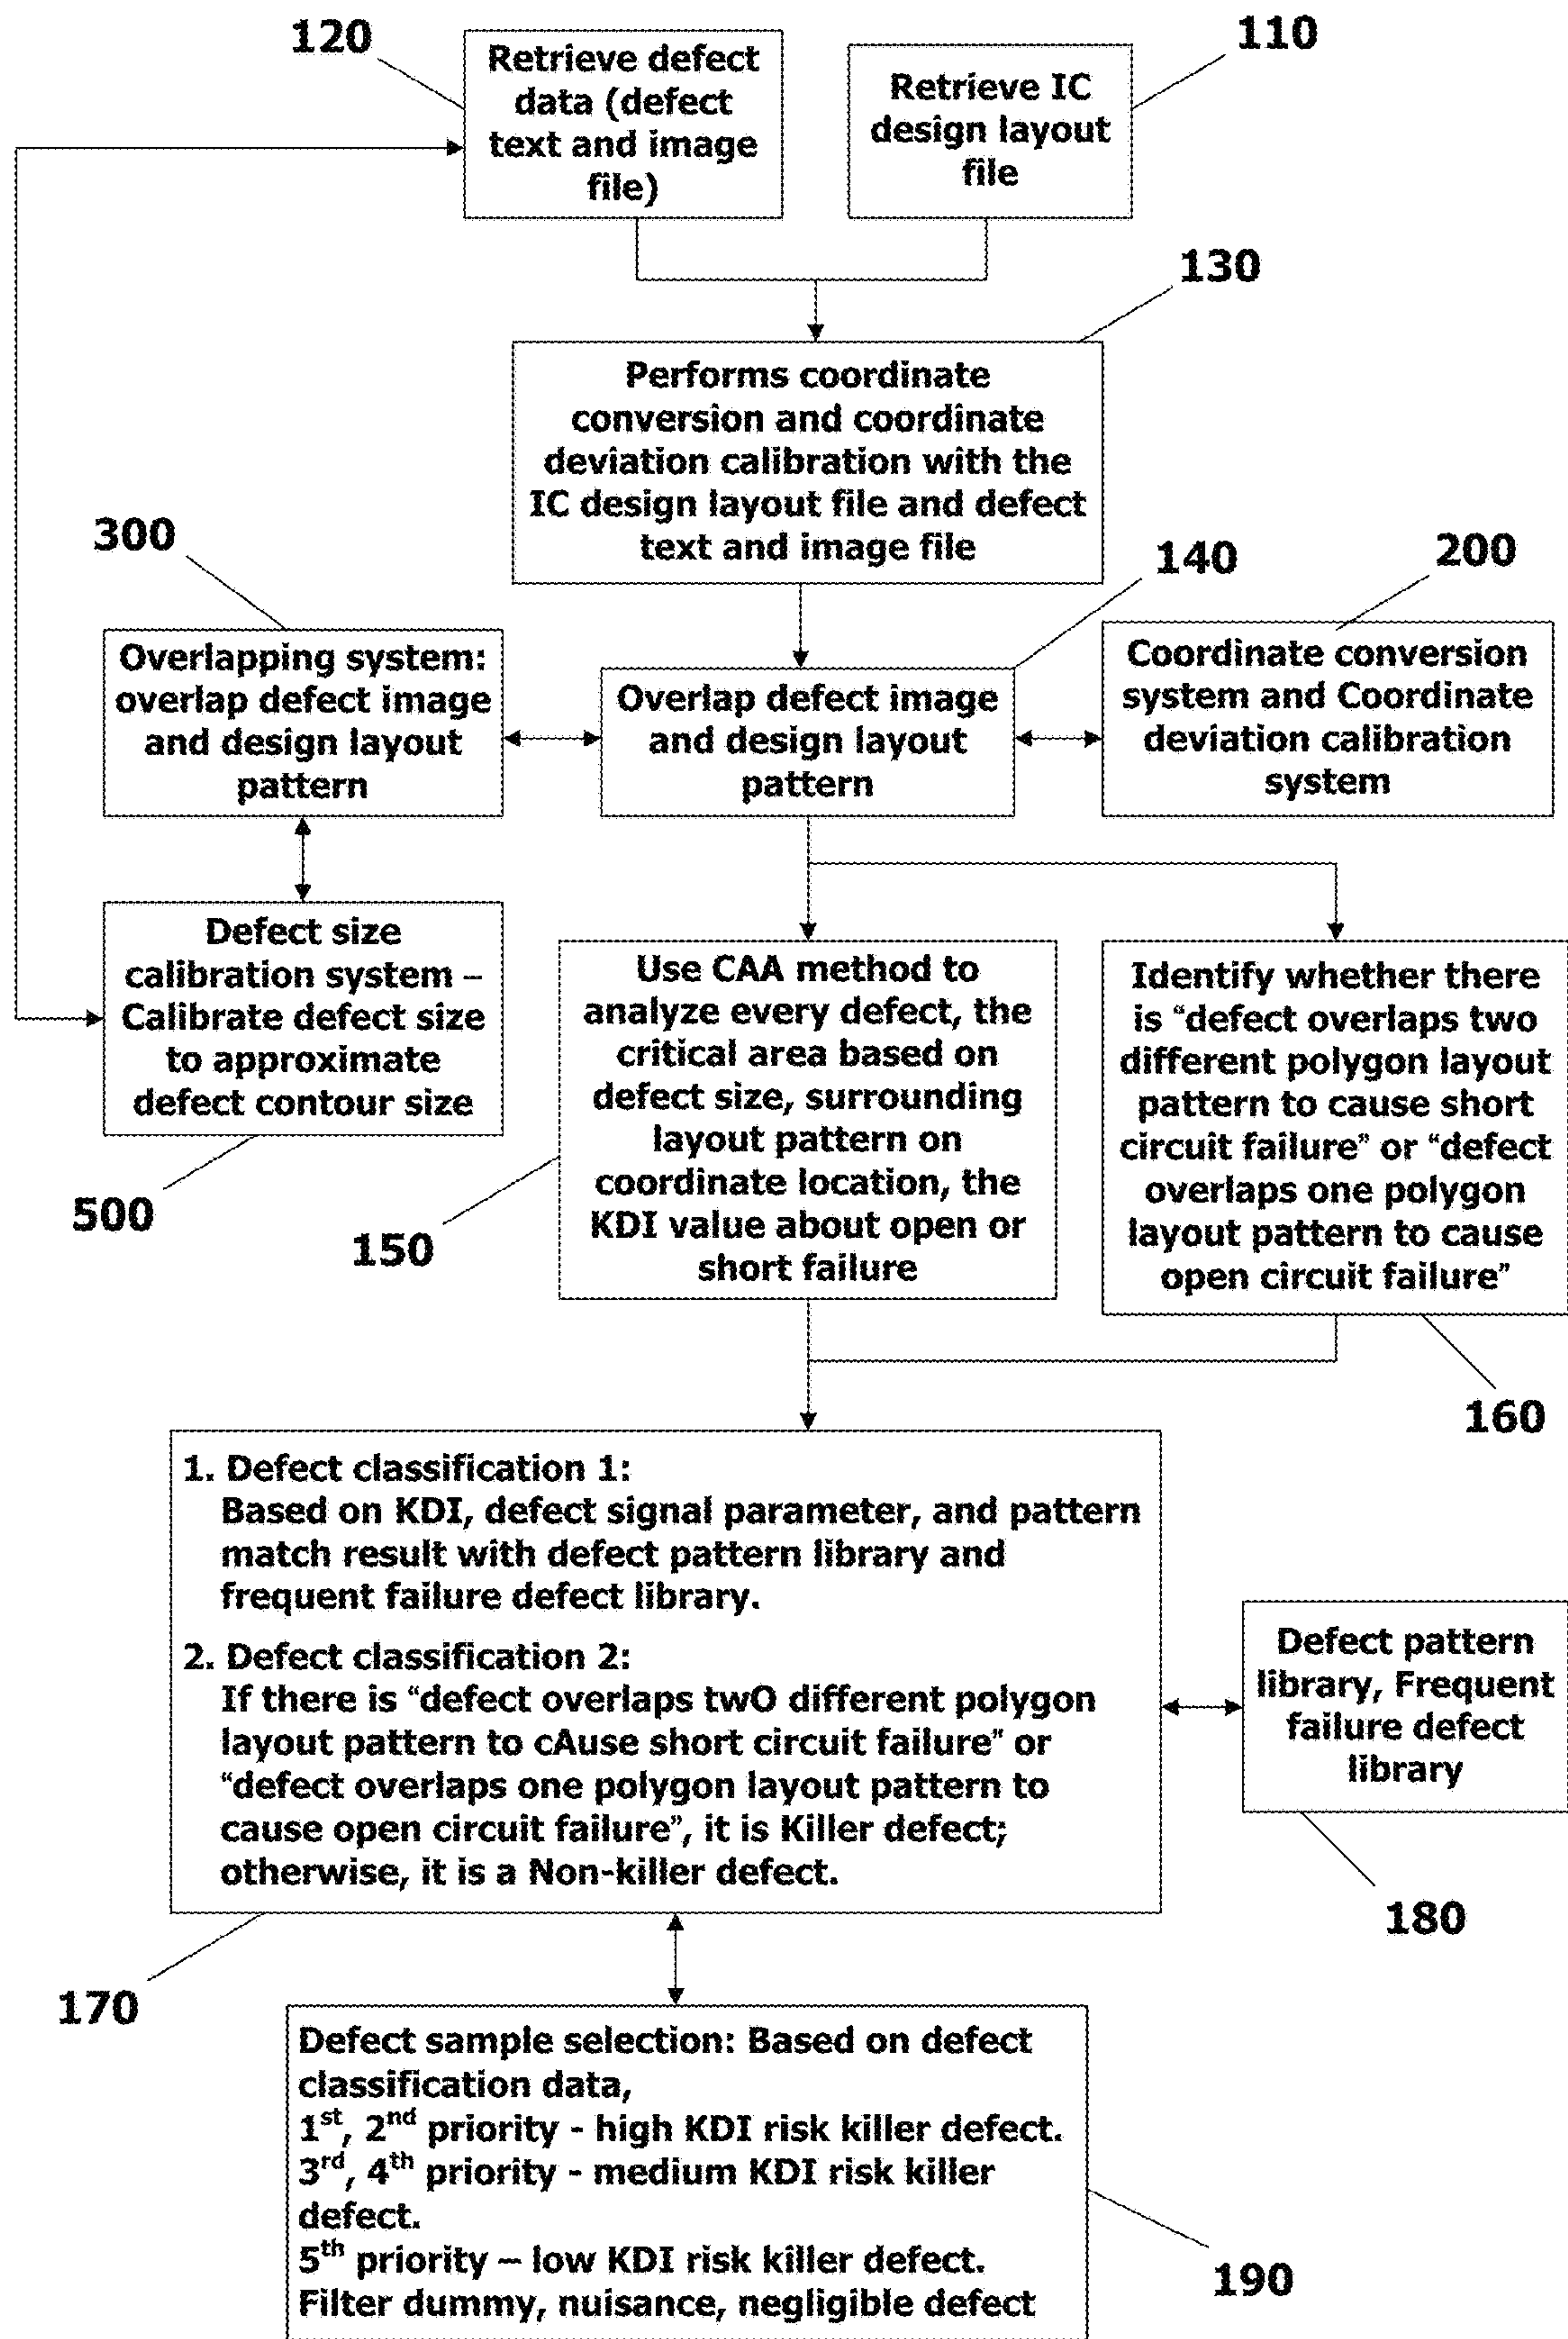 120
Retrieve defect
data (defect
text and image
file)
110
Retrieve IC
design layout
file
130
Performs coordinate
conversion and coordinate
deviation calibration with the
IC design layout file and defect
text and image file
300
Overlapping system:
overlap defect image
and design layout
pattern
140
Overlap defect image
and design layout
pattern
200
Coordinate conversion
system and Coordinate
deviation calibration
system
Defect size
calibration system –
Calibrate defect size
to approximate
defect contour size
500
Use CAA method to
analyze every defect, the
critical area based on
defect size, surrounding
layout pattern on
coordinate location, the
KDI value about open or
short failure
150
Identify whether there
is “defect overlaps two
different polygon layout
pattern to cause short
circuit failure” or “defect
overlaps one polygon
layout pattern to cause
open circuit failure”
160
1. Defect classification 1:
Based on KDI, defect signal parameter, and pattern
match result with defect pattern library and
frequent failure defect library.
2. Defect classification 2:
If there is “defect overlaps twO different polygon
layout pattern to cAuse short circuit failure” or
“defect overlaps one polygon layout pattern to
cause open circuit failure”, it is Killer defect;
otherwise, it is a Non-killer defect.
170
Defect pattern
library, Frequent
failure defect
library
180
Defect sample selection: Based on defect
classification data,
1st, 2nd priority - high KDI risk killer defect.
3rd, 4th priority - medium KDI risk killer
defect.
5th priority – low KDI risk killer defect.
Filter dummy, nuisance, negligible defect
190